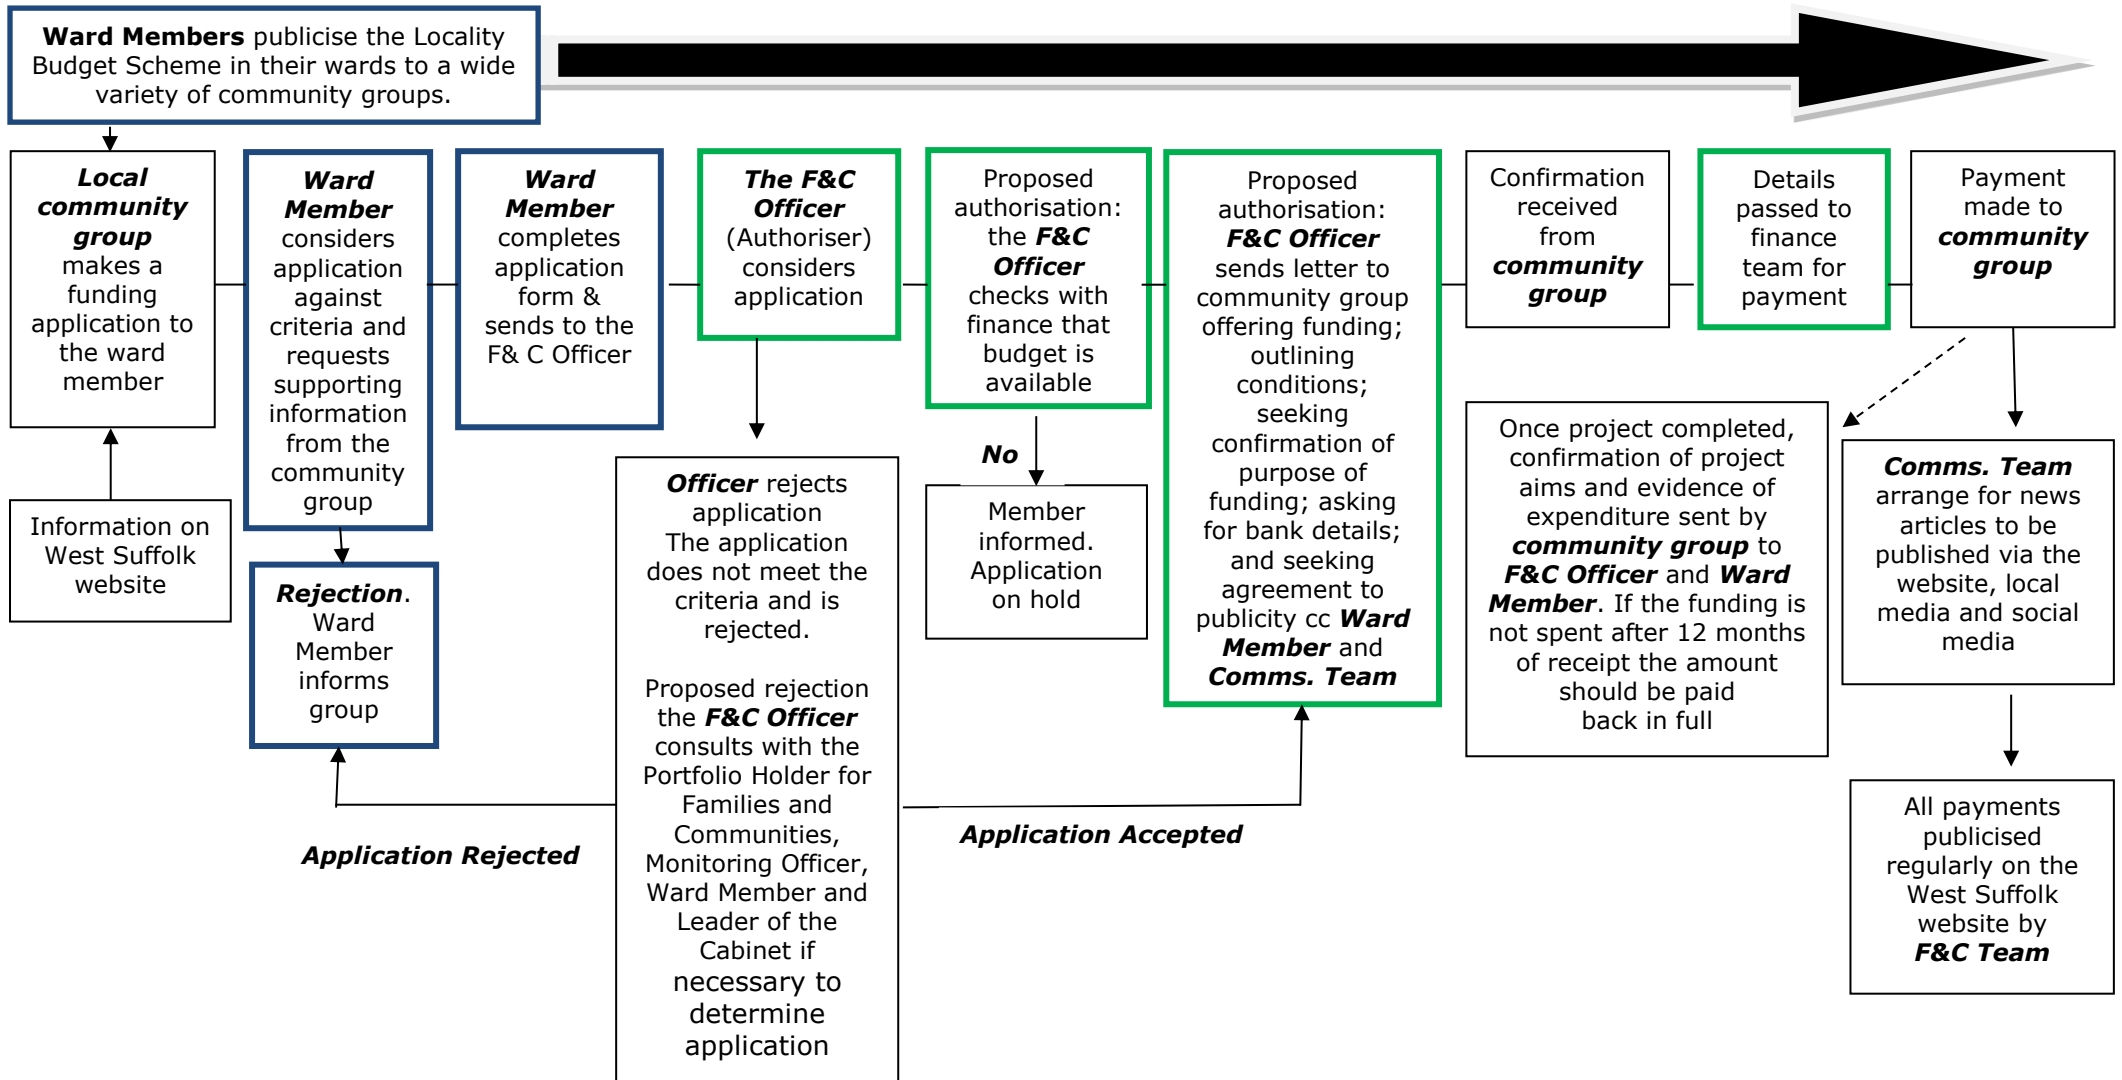 Ward Members publicise the Locality
Budget Scheme in their wards to a wide
variety of community groups.
Local
community
group
makes a
funding
application to
the ward
member
Information on
West Suffolk
website
Ward
Member
considers
application
against
criteria and
requests
supporting
information
from the
community
group
Rejection.
Ward
Member
informs
group
Ward
Member
completes
application
form &
sends to the
F& C Officer
The F&C
Officer
(Authoriser)
considers
application
Officer rejects
application
The application
does not meet the
criteria and is
rejected.
Proposed rejection
the F&C Officer
consults with the
Portfolio Holder for
Families and
Communities,
Monitoring Officer,
Ward Member and
Leader of the
Cabinet if
necessary to
determine
application
Application Rejected
Application Accepted
Proposed
authorisation:
the F&C
Officer
checks with
finance that
budget is
available
No
Member
informed.
Application
on hold
Proposed
authorisation:
F&C Officer
sends letter to
community group
offering funding;
outlining
conditions;
seeking
confirmation of
purpose of
funding; asking
for bank details;
and seeking
agreement to
publicity cc Ward
Member and
Comms. Team
Confirmation
received
from
community
group
Details
passed to
finance
team for
payment
Payment
made to
community
group
Once project completed,
confirmation of project
aims and evidence of
expenditure sent by
community group to
F&C Officer and Ward
Member. If the funding is
not spent after 12 months
of receipt the amount
should be paid
back in full
Comms. Team
arrange for news
articles to be
published via the
website, local
media and social
media
All payments
publicised
regularly on the
West Suffolk
website by
F&C Team